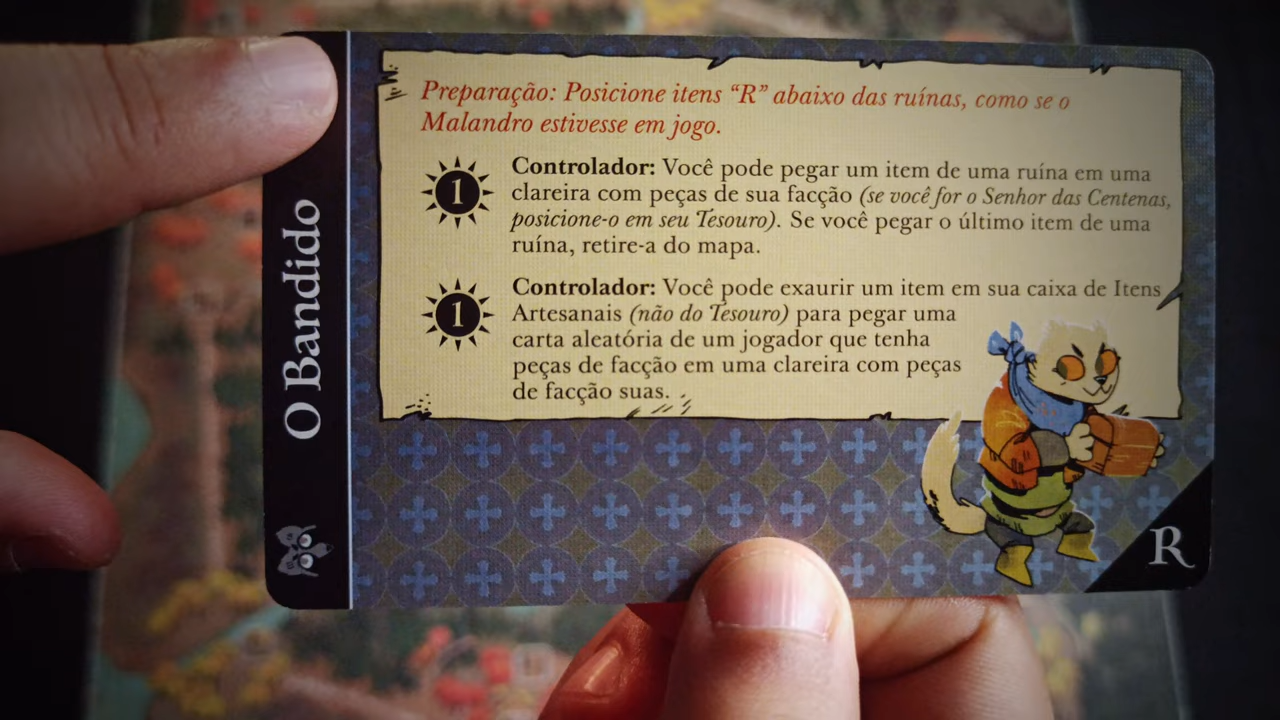 O Bandido
Preparação: Posicione itens “R” abaixo das ruínas, como se o
Malandro estivesse em jogo.
1
Controlador: Você pode pegar um item de uma ruína em uma
clareira com peças de sua facção (se você for o Senhor das Centenas,
posicione-o em seu Tesouro). Se você pegar o último item de uma
ruína, retire-a do mapa.
1
Controlador: Você pode exaurir um item em sua caixa de Itens
Artesanais (não do Tesouro) para pegar uma
carta aleatória de um jogador que tenha
peças de facção em uma clareira com peças
de facção suas.
R